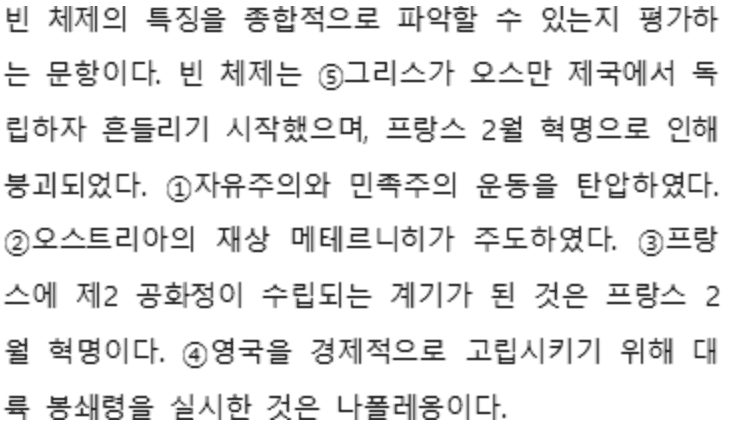 빈 체제의 특징을 종합적으로 파악할 수 있는지 평가하
는 문항이다. 빈 체제는 ⑤그리스가 오스만 제국에서 독
립하자 흔들리기 시작했으며, 프랑스 2월 혁명으로 인해
붕괴되었다. ①자유주의와 민족주의 운동을 탄압하였다.
②오스트리아의 재상 메테르니히가 주도하였다. ③프랑
스에 제2 공화정이 수립되는 계기가 된 것은 프랑스 2
월 혁명이다. ④영국을 경제적으로 고립시키기 위해 대
륙 봉쇄령을 실시한 것은 나폴레옹이다.